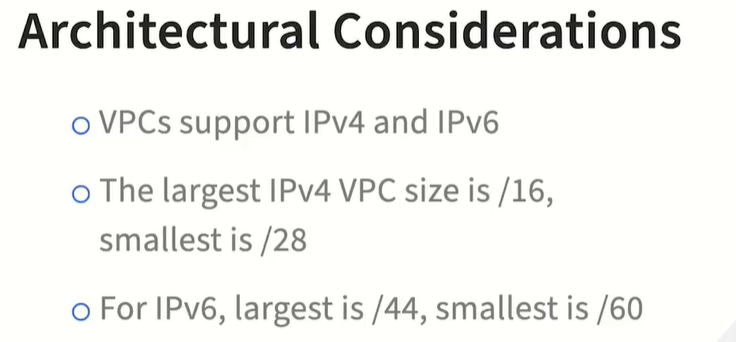 Architectural Considerations
○ VPCs support IPv4 and IPv6
○ The largest IPv4 VPC size is /16,
smallest is /28
○ For IPv6, largest is /44, smallest is /60